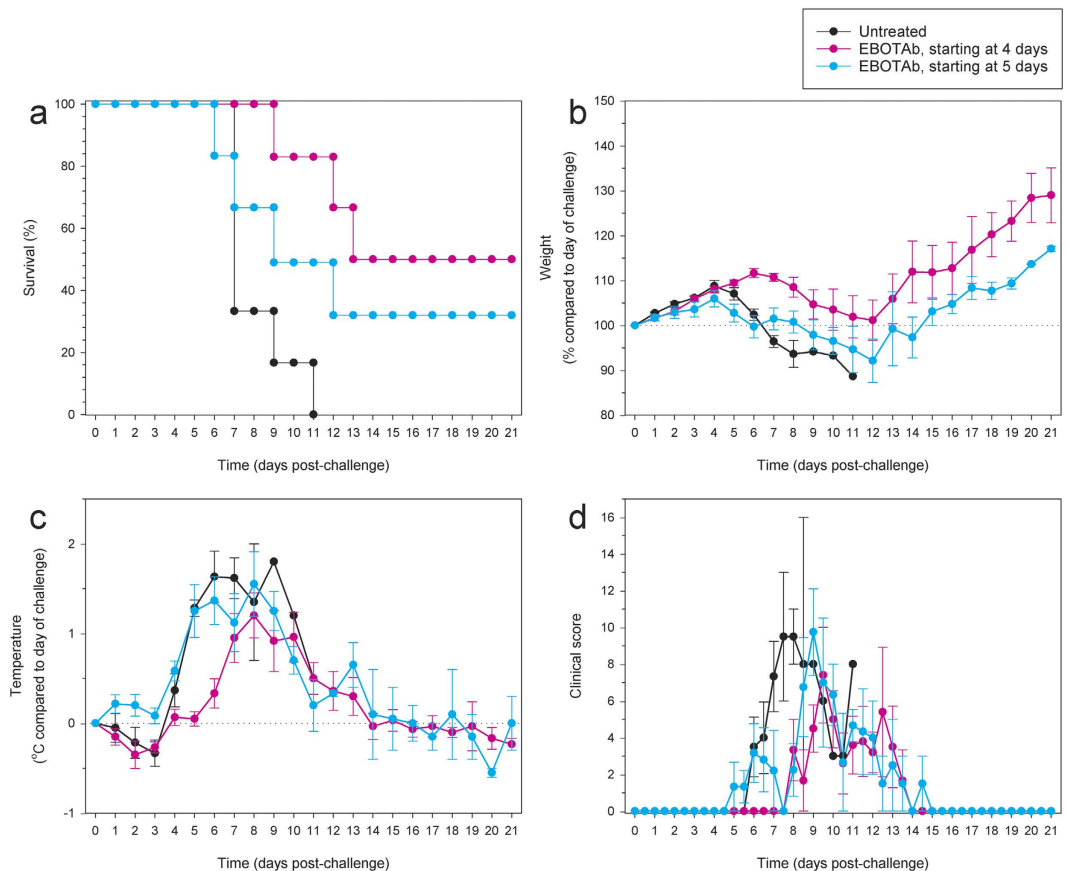 Untreated
EBOTAb, starting at 4 days
EBOTAb, starting at 5 days
a
100
80
60
40
20
0
Survival (%)
0 1 2 3 4 5 6 7 8 9 10 11 12 13 14 15 16 17 18 19 20 21
Time (days post-challenge)
b
150
140
130
120
110
100
90
80
Weight
(% compared to day of challenge)
0 1 2 3 4 5 6 7 8 9 10 11 12 13 14 15 16 17 18 19 20 21
Time (days post-challenge)
c
2
1
0
-1
Temperature
(°C compared to day of challenge)
0 1 2 3 4 5 6 7 8 9 10 11 12 13 14 15 16 17 18 19 20 21
Time (days post-challenge)
d
16
14
12
10
8
6
4
2
0
Clinical score
0 1 2 3 4 5 6 7 8 9 10 11 12 13 14 15 16 17 18 19 20 21
Time (days post-challenge)